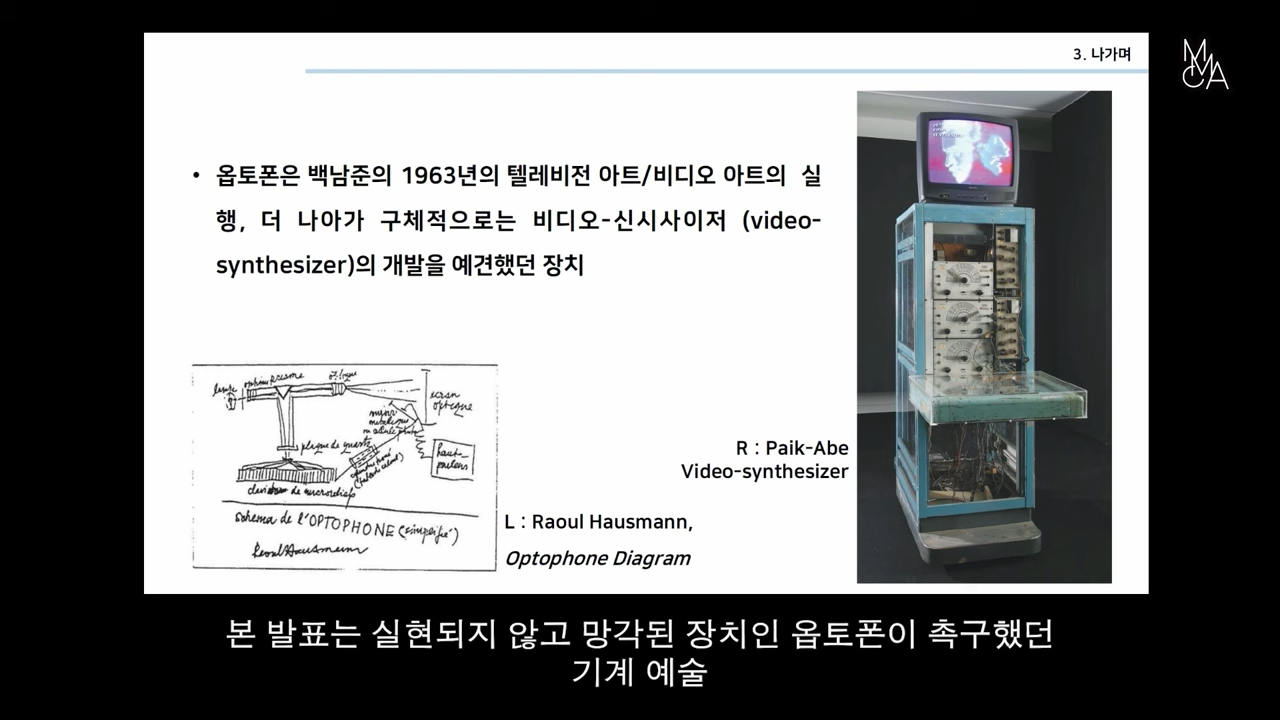 3. 나가며
MMCA
• 옵토폰은 백남준의 1963년의 텔레비전 아트/비디오 아트의 실
행, 더 나아가 구체적으로는 비디오-신시사이저 (video-
synthesizer)의 개발을 예견했던 장치
lampe
prisme
écran
optique
plaque de quartz
haut-
schema de l'OPTOPHONE (simplifié)
Raoul Hausmann
R : Paik-Abe
Video-synthesizer
L : Raoul Hausmann,
Optophone Diagram
본 발표는 실현되지 않고 망각된 장치인 옵토폰이 촉구했던
기계 예술